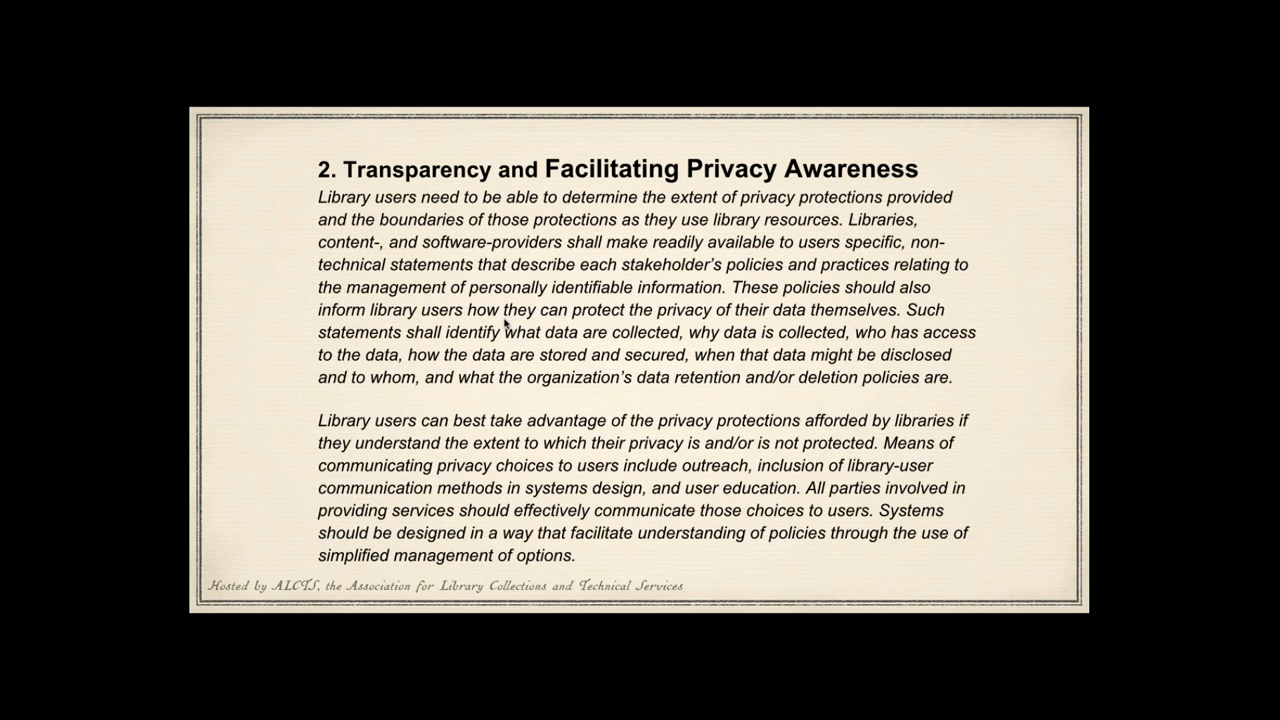 2. Transparency and Facilitating Privacy Awareness
Library users need to be able to determine the extent of privacy protections provided
and the boundaries of those protections as they use library resources. Libraries,
content-, and software-providers shall make readily available to users specific, non-
technical statements that describe each stakeholder’s policies and practices relating to
the management of personally identifiable information. These policies should also
inform library users how they can protect the privacy of their data themselves. Such
statements shall identify what data are collected, why data is collected, who has access
to the data, how the data are stored and secured, when that data might be disclosed
and to whom, and what the organization’s data retention and/or deletion policies are.
Library users can best take advantage of the privacy protections afforded by libraries if
they understand the extent to which their privacy is and/or is not protected. Means of
communicating privacy choices to users include outreach, inclusion of library-user
communication methods in systems design, and user education. All parties involved in
providing services should effectively communicate those choices to users. Systems
should be designed in a way that facilitate understanding of policies through the use of
simplified management of options.
Hosted by ALCTS, the Association for Library Collections and Technical Services